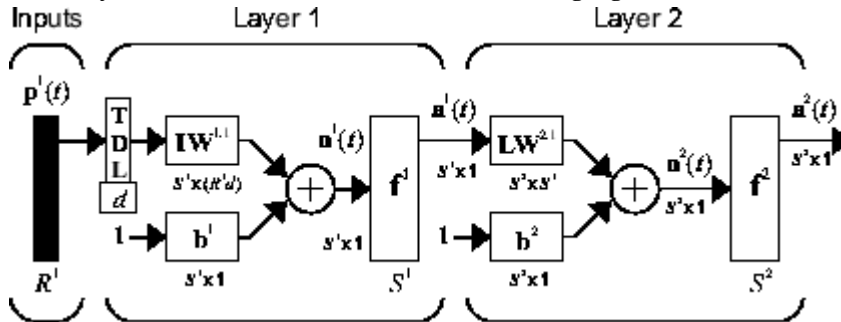 Inputs Layer 1 Layer 2
p¹(t) a¹(t) a²(t)
T D L d
IW¹·¹ n¹(t) LW²·¹ n²(t)
S¹x(R¹d) S¹x1 S²xS¹ S²x1 S²x1
f¹ f²
1 b¹ S¹x1 1 b²
R¹ S¹x1 S¹ S²x1 S²